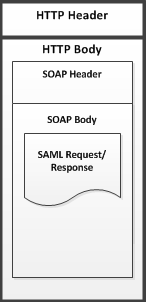 HTTP Header
HTTP Body
SOAP Header
SOAP Body
SAML Request/
Response